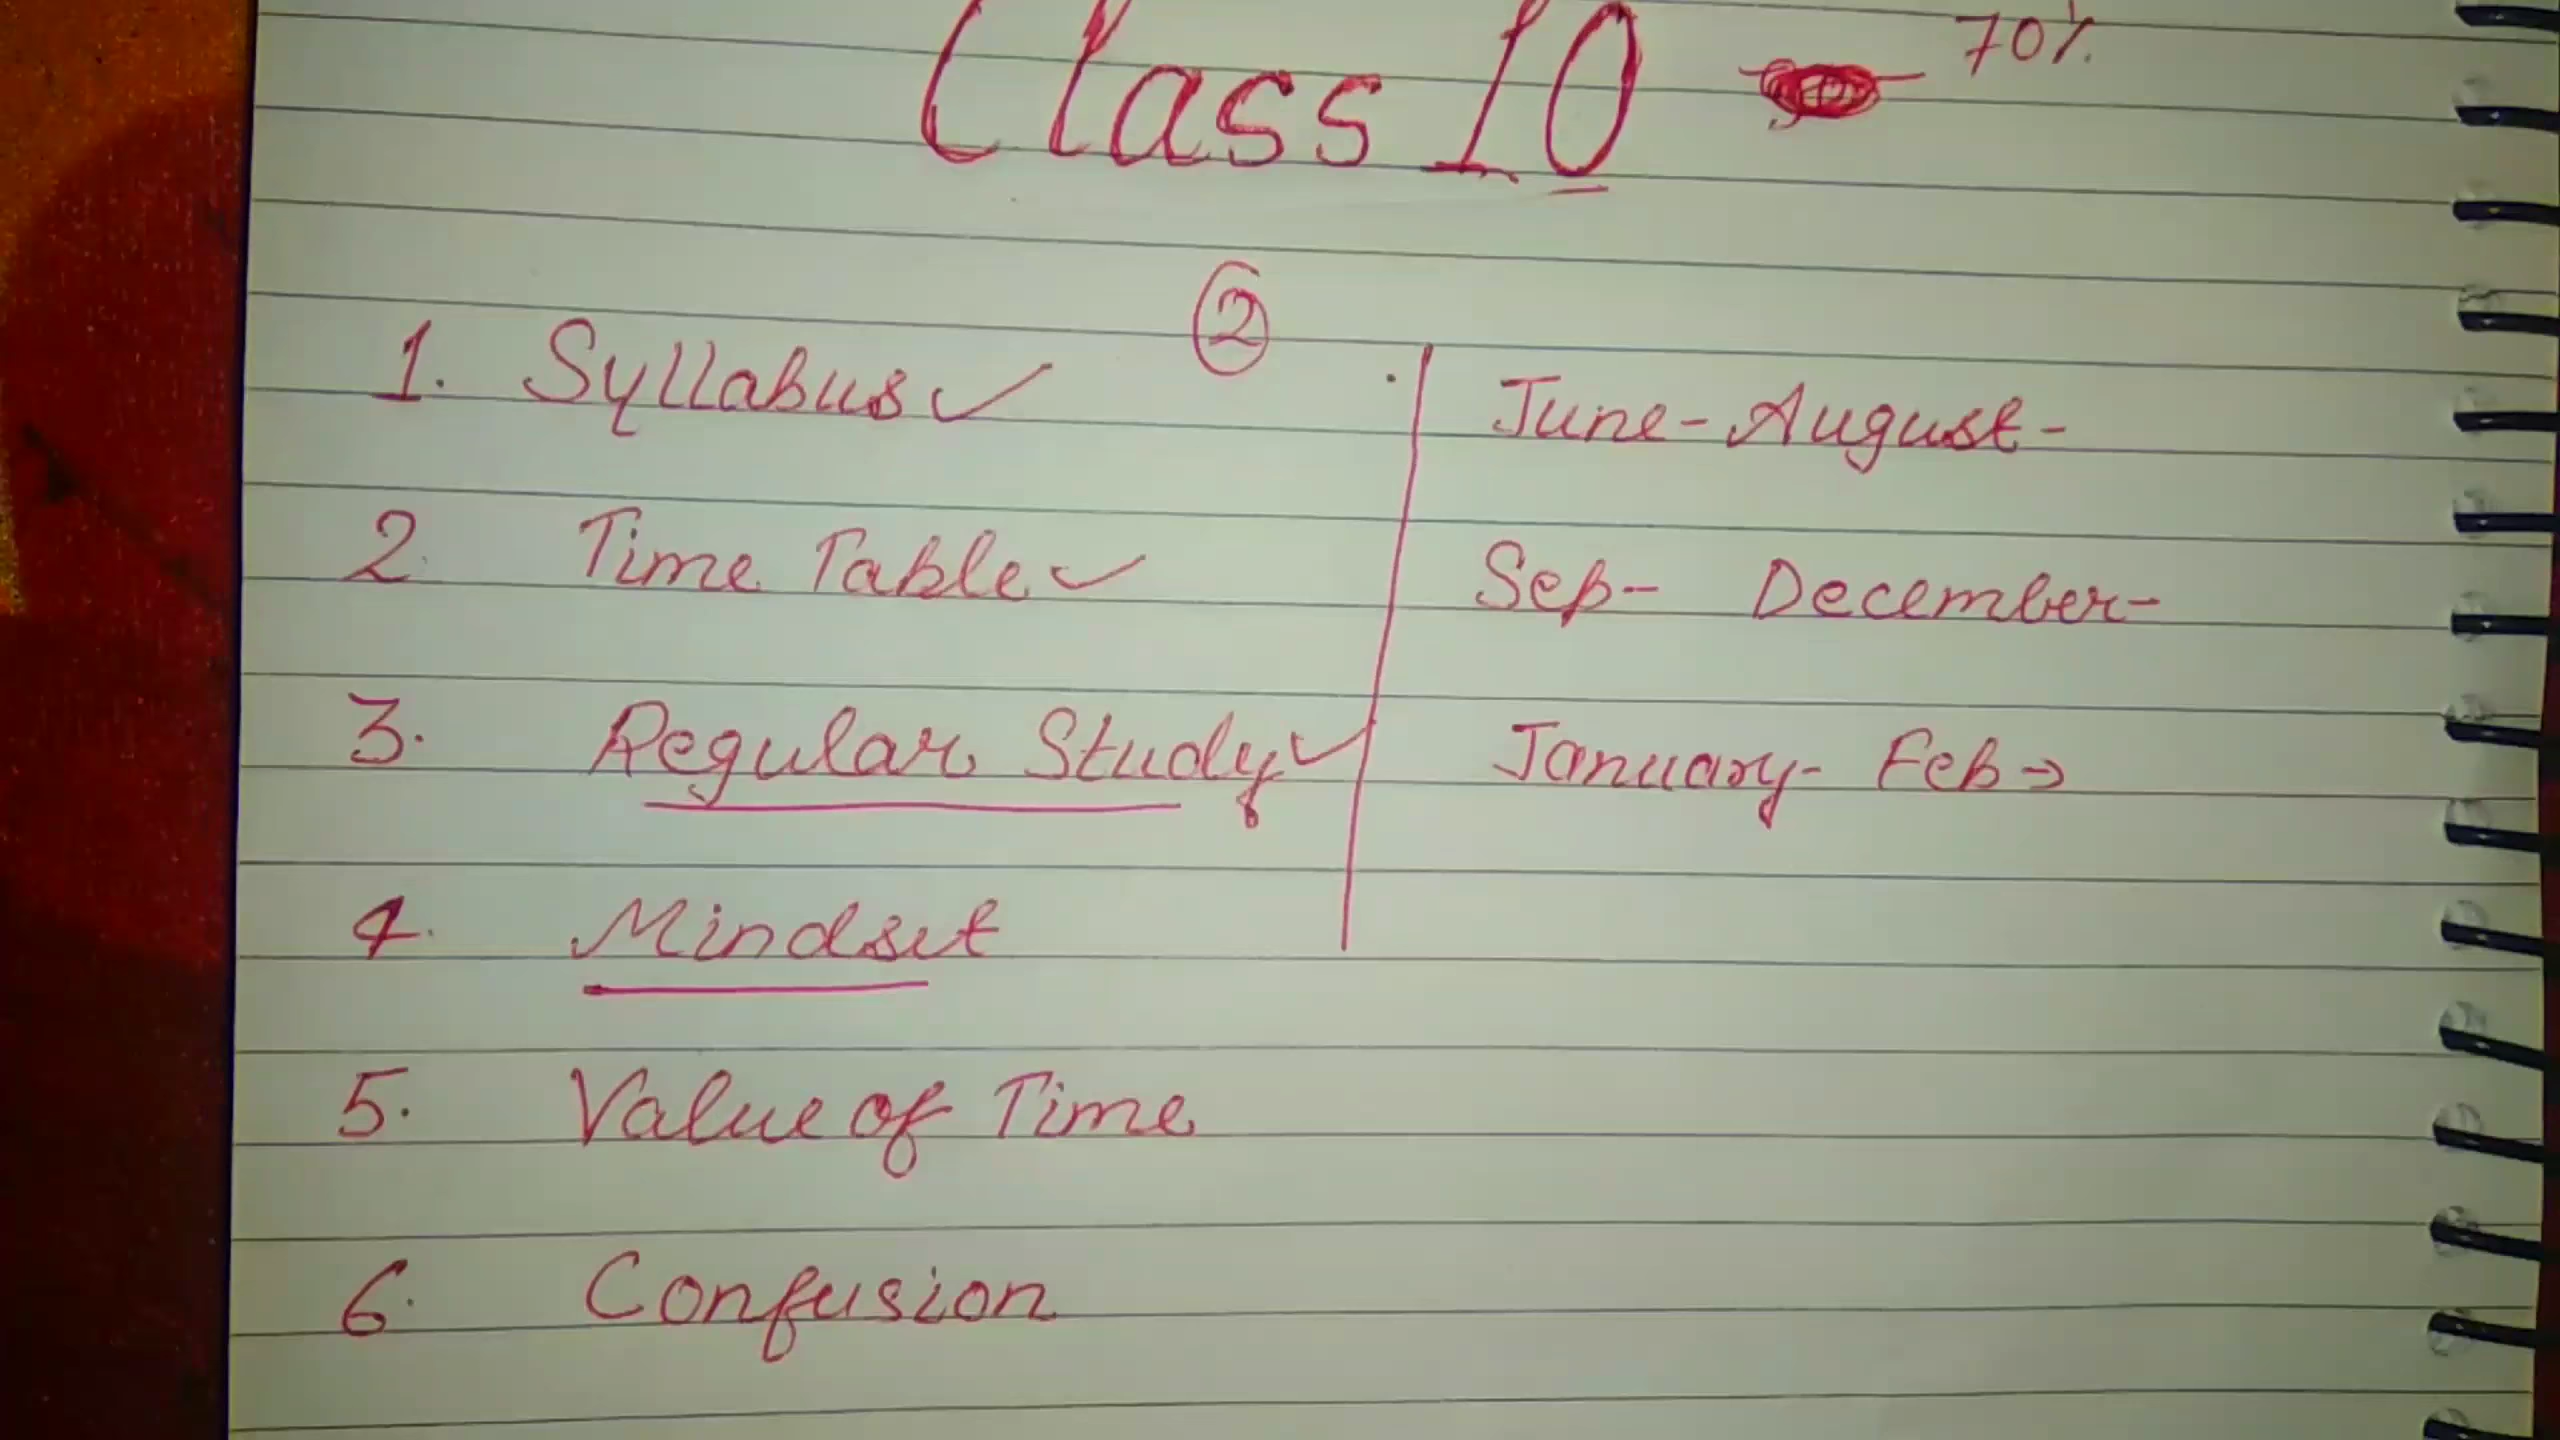 Class 10 70%
②
1. Syllabus ✓ June - August -
2. Time Table ✓ Sep - December -
3. Regular Study ✓ January - Feb →
4. Mindset
5. Value of Time
6. Confusion